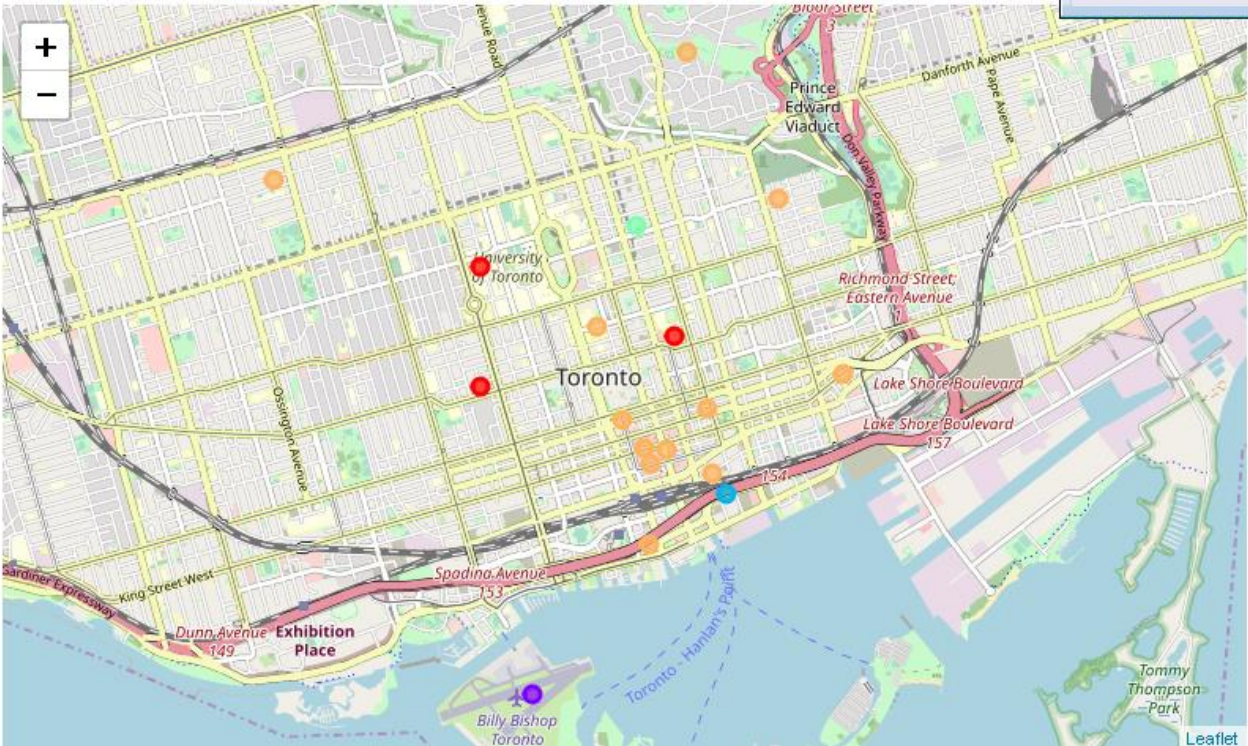 +
−
Bloor Street
3
Avenue Road
Danforth Avenue
Pape Avenue
Prince
Edward
Viaduct
Don Valley Parkway
University
of Toronto
Richmond Street;
Eastern Avenue
1
Toronto
Ossington Avenue
Lake Shore Boulevard
Lake Shore Boulevard
157
154
Spadina Avenue
153
King Street West
Gardiner Expressway
Dunn Avenue
149
Exhibition
Place
Toronto - Hanlan's Point
Billy Bishop
Toronto
Tommy
Thompson
Park
Leaflet